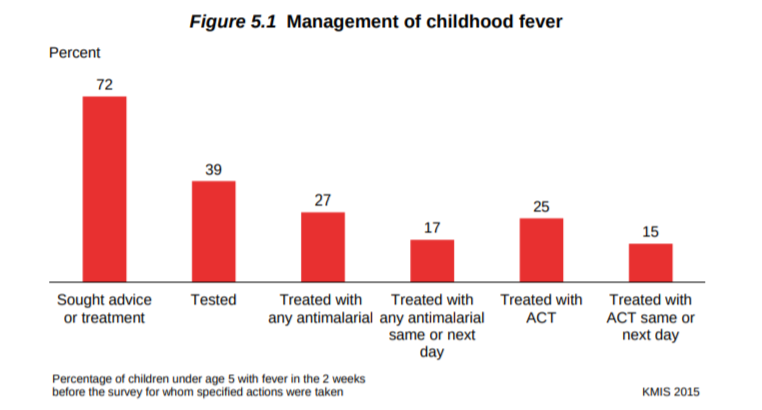 Figure 5.1 Management of childhood fever
Percent
72
39
27
17
25
15
Sought advice
or treatment
Tested
Treated with
any antimalarial
Treated with
any antimalarial
same or next
day
Treated with
ACT
Treated with
ACT same or
next day
Percentage of children under age 5 with fever in the 2 weeks
before the survey for whom specified actions were taken
KMIS 2015